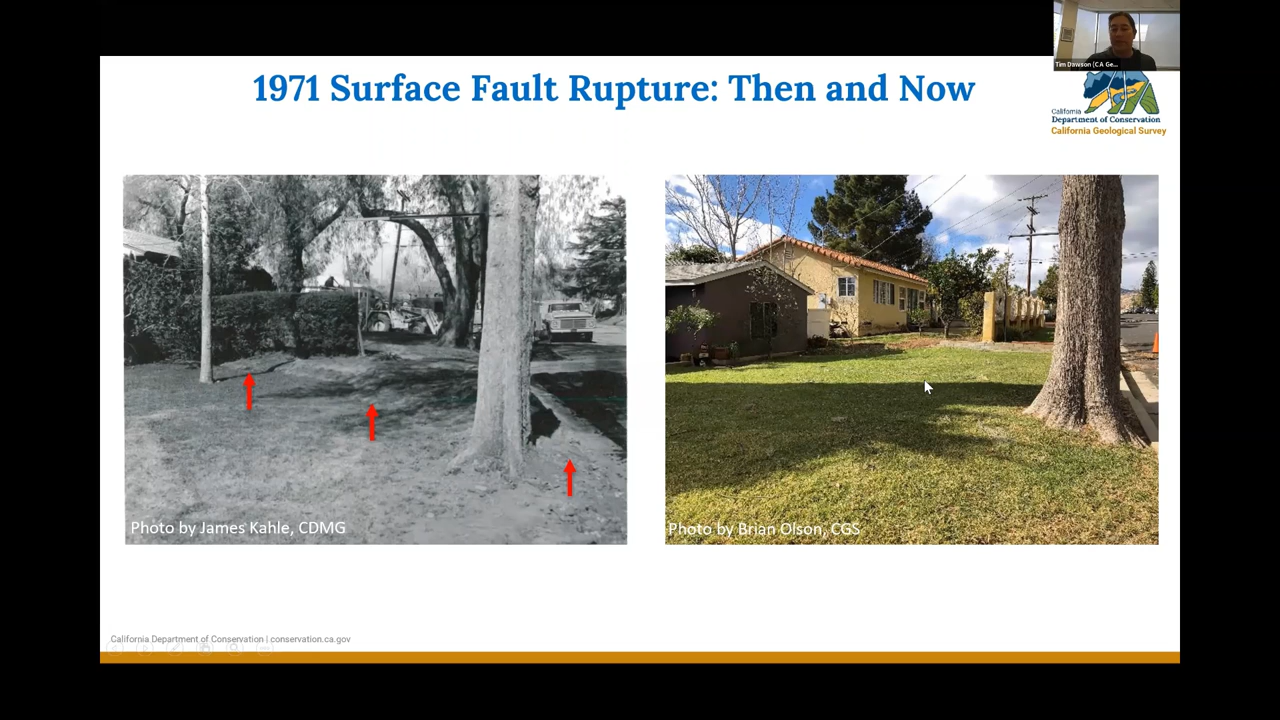 Tim Dawson (CA Ge...
1971 Surface Fault Rupture: Then and Now
California
Department of Conservation
California Geological Survey
Photo by James Kahle, CDMG
Photo by Brian Olson, CGS
California Department of Conservation | conservation.ca.gov